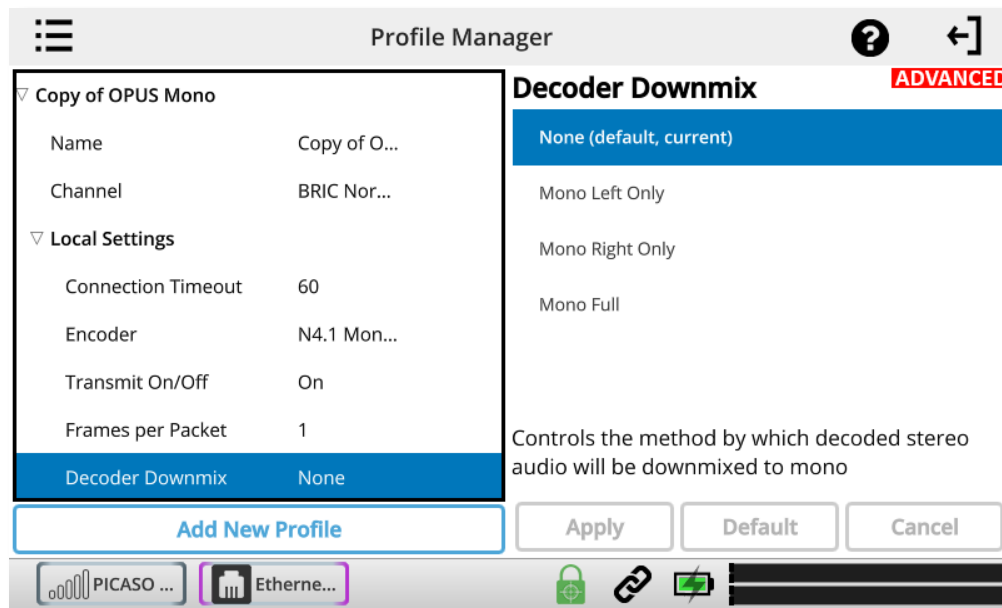 Profile Manager
?
Copy of OPUS Mono
Name Copy of O...
Channel BRIC Nor...
Local Settings
Connection Timeout 60
Encoder N4.1 Mon...
Transmit On/Off On
Frames per Packet 1
Decoder Downmix None
Add New Profile
Decoder Downmix
ADVANCED
None (default, current)
Mono Left Only
Mono Right Only
Mono Full
Controls the method by which decoded stereo
audio will be downmixed to mono
Apply Default Cancel
PICASO ... Etherne...